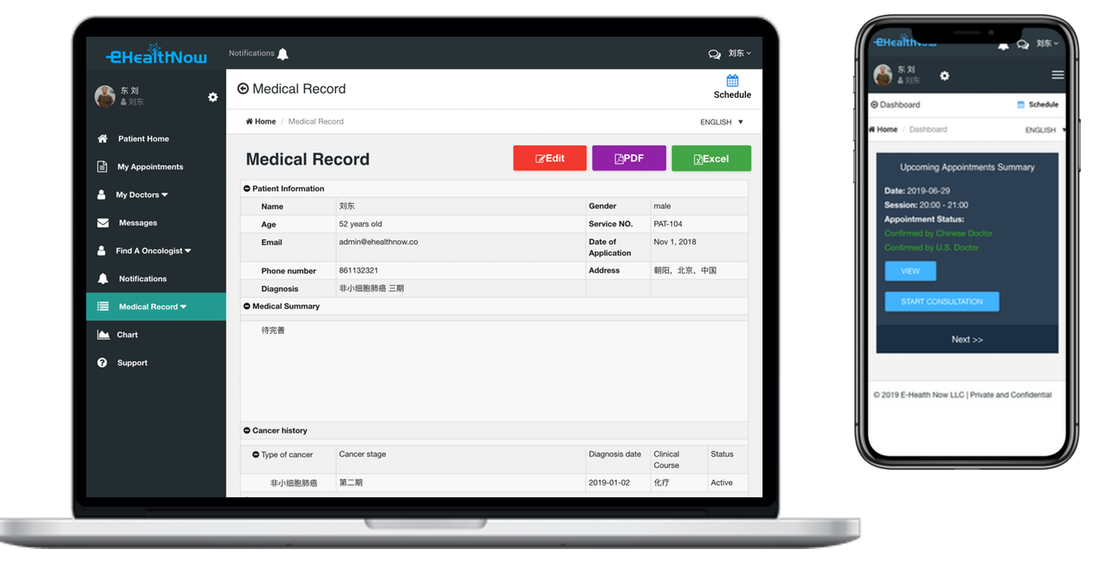 eHealthNow
Notifications
刘东
东 刘
刘东
Patient Home
My Appointments
My Doctors
Messages
Find A Oncologist
Notifications
Medical Record
Chart
Support
Medical Record
Schedule
Home / Medical Record
ENGLISH
Medical Record
Edit
PDF
Excel
Patient Information
Name 刘东 Gender male
Age 52 years old Service NO. PAT-104
Email admin@ehealthnow.co Date of Application Nov 1, 2018
Phone number 861132321 Address 朝阳，北京，中国
Diagnosis 非小细胞肺癌 三期
Medical Summary
待完善
Cancer history
Type of cancer Cancer stage Diagnosis date Clinical Course Status
非小细胞肺癌 第二期 2019-01-02 化疗 Active
eHealthNow
刘东
东 刘
刘东
Dashboard
Schedule
Home / Dashboard
ENGLISH
Upcoming Appointments Summary
Date: 2019-06-29
Session: 20:00 - 21:00
Appointment Status:
Confirmed by Chinese Doctor
Confirmed by U.S. Doctor
VIEW
START CONSULTATION
Next >>
© 2019 E-Health Now LLC | Private and Confidential